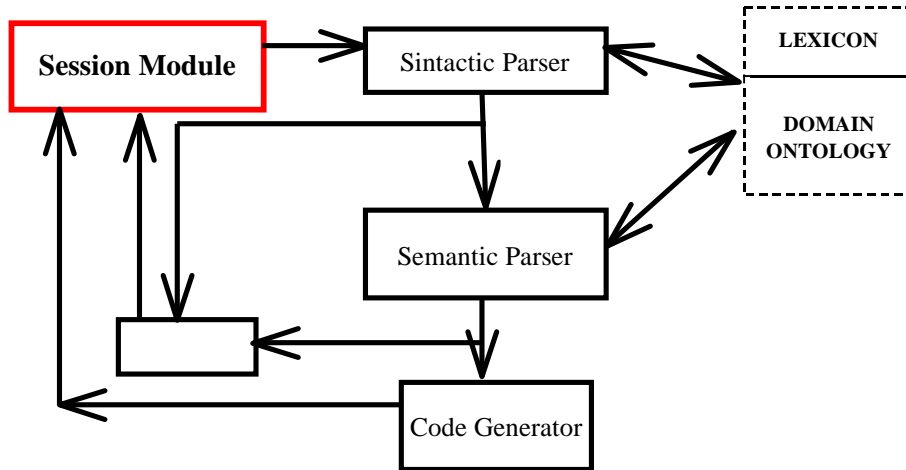 Session Module
Sintactic Parser
LEXICON
DOMAIN
ONTOLOGY
Semantic Parser
Code Generator